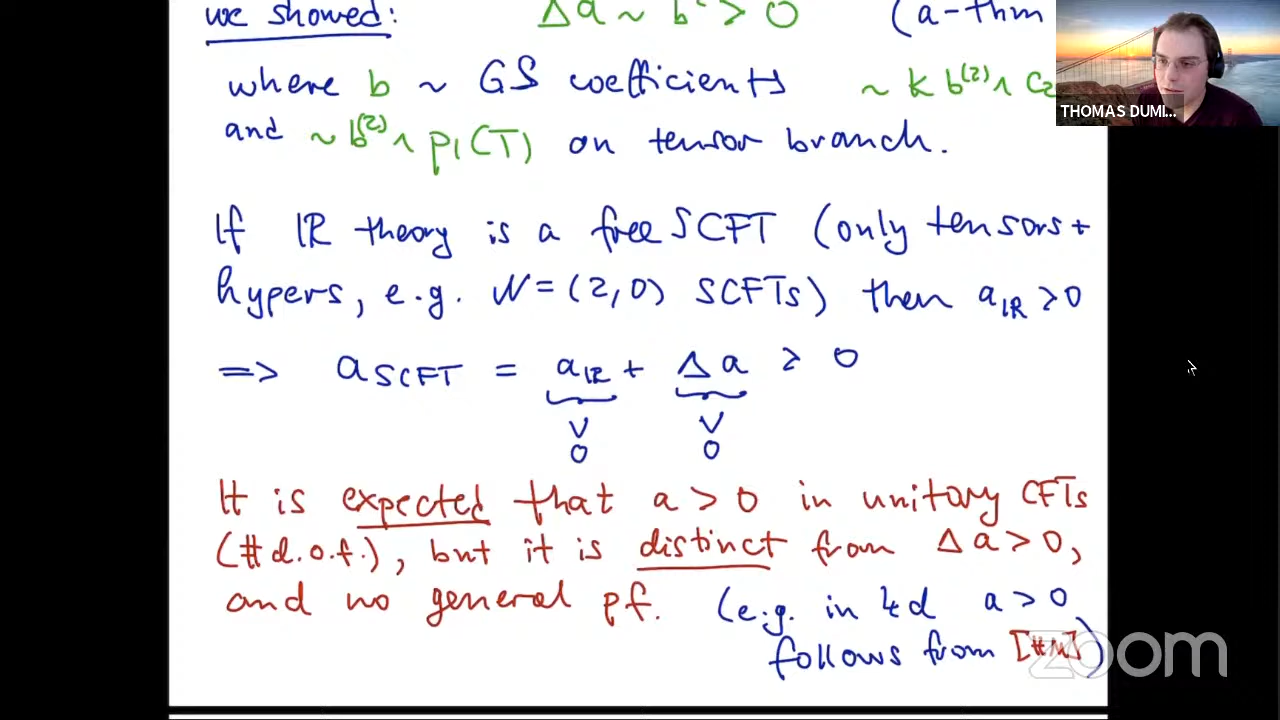 we showed: Δa ~ b² > 0 (a-thm
where b ~ GS coefficients ~ k b⁽²⁾ ∧ c₂
and ~ b⁽²⁾ ∧ p₁(T) on tensor branch.
If IR theory is a free SCFT (only tensors +
hypers, e.g. N = (2,0) SCFTs) then a_IR > 0
=> a_SCFT = a_IR + Δa > 0
V V
0 0
It is expected that a > 0 in unitary CFTs
(# d.o.f.), but it is distinct from Δa > 0,
and no general pf. (e.g. in 4d a > 0
follows from [HM])
THOMAS DUMI...
zoom